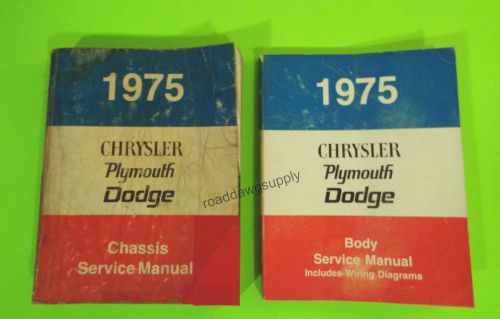 1975
CHRYSLER
Plymouth
Dodge
Chassis
Service Manual
roaddawgsupply
1975
CHRYSLER
Plymouth
Dodge
Body
Service Manual
Includes Wiring Diagrams